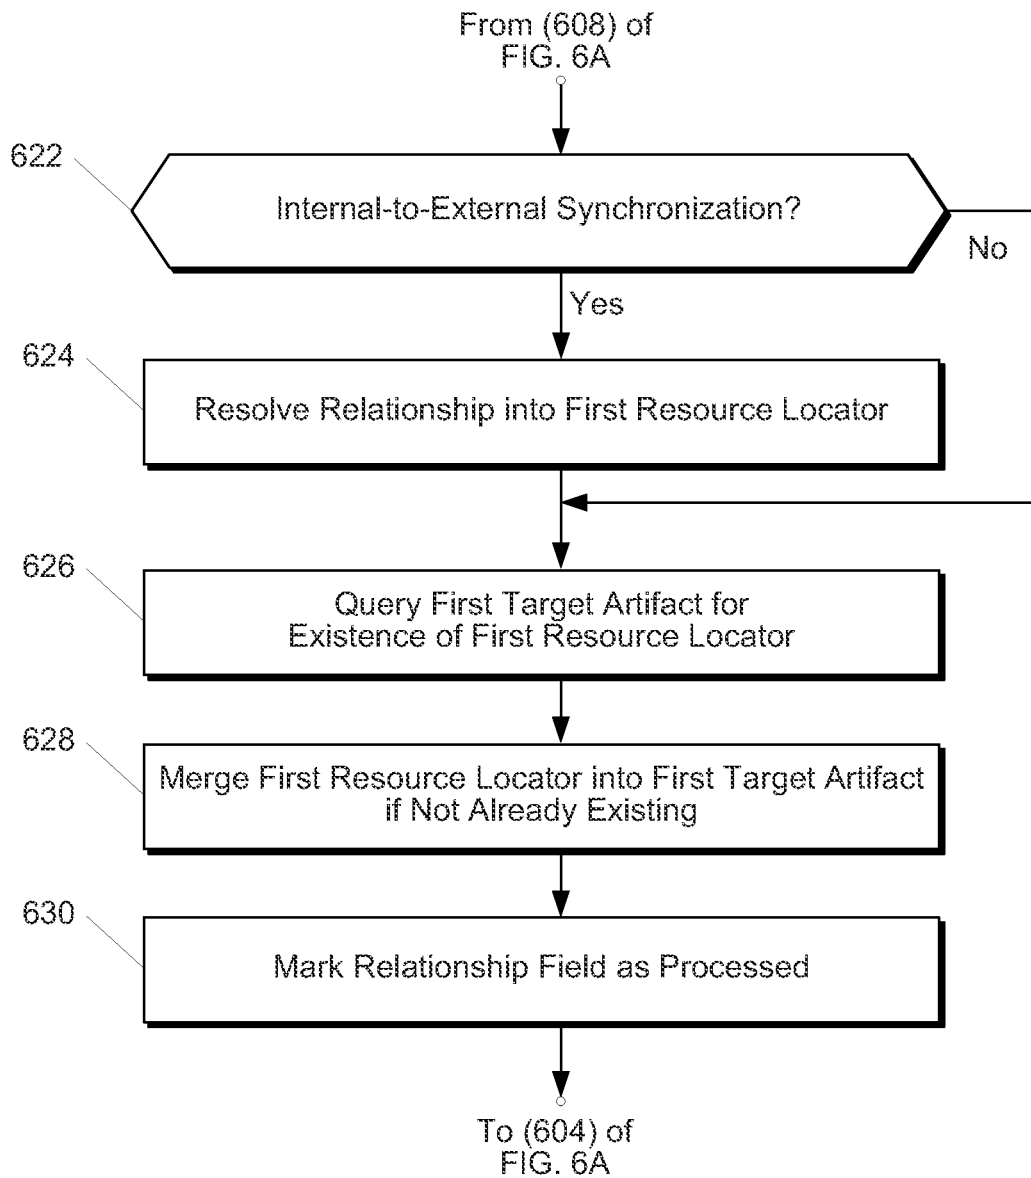 From (608) of
FIG. 6A
622
Internal-to-External Synchronization?
No
Yes
624
Resolve Relationship into First Resource Locator
626
Query First Target Artifact for
Existence of First Resource Locator
628
Merge First Resource Locator into First Target Artifact
if Not Already Existing
630
Mark Relationship Field as Processed
To (604) of
FIG. 6A